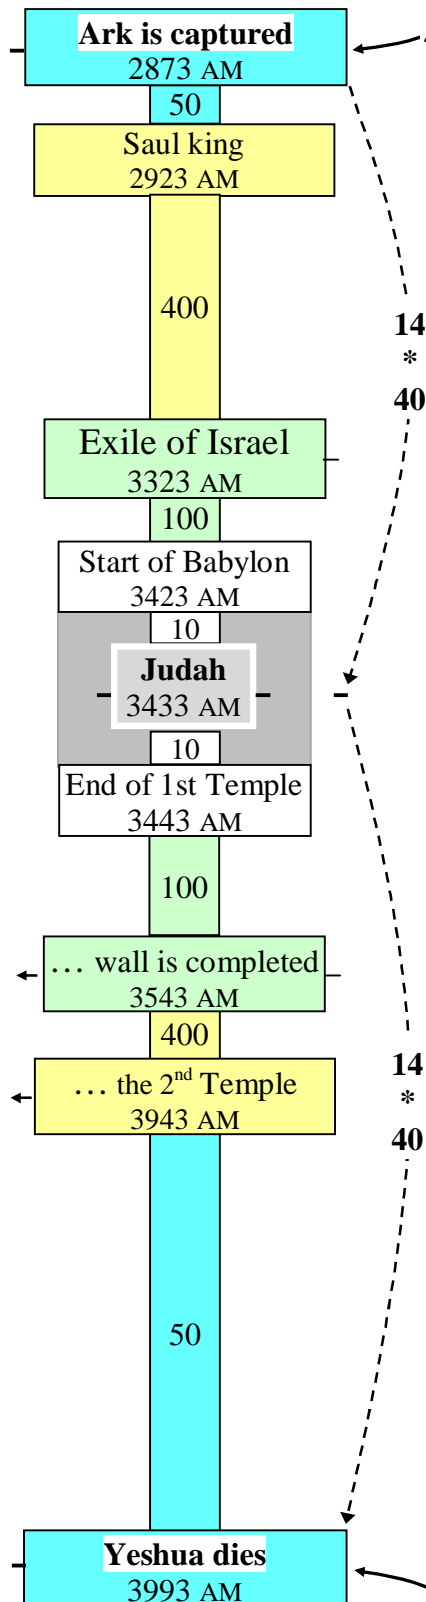 Ark is captured
2873 AM
50
Saul king
2923 AM
400
14
*
40
Exile of Israel
3323 AM
100
Start of Babylon
3423 AM
10
Judah
3433 AM
10
End of 1st Temple
3443 AM
100
… wall is completed
3543 AM
400
… the 2nd Temple
3943 AM
14
*
40
50
Yeshua dies
3993 AM